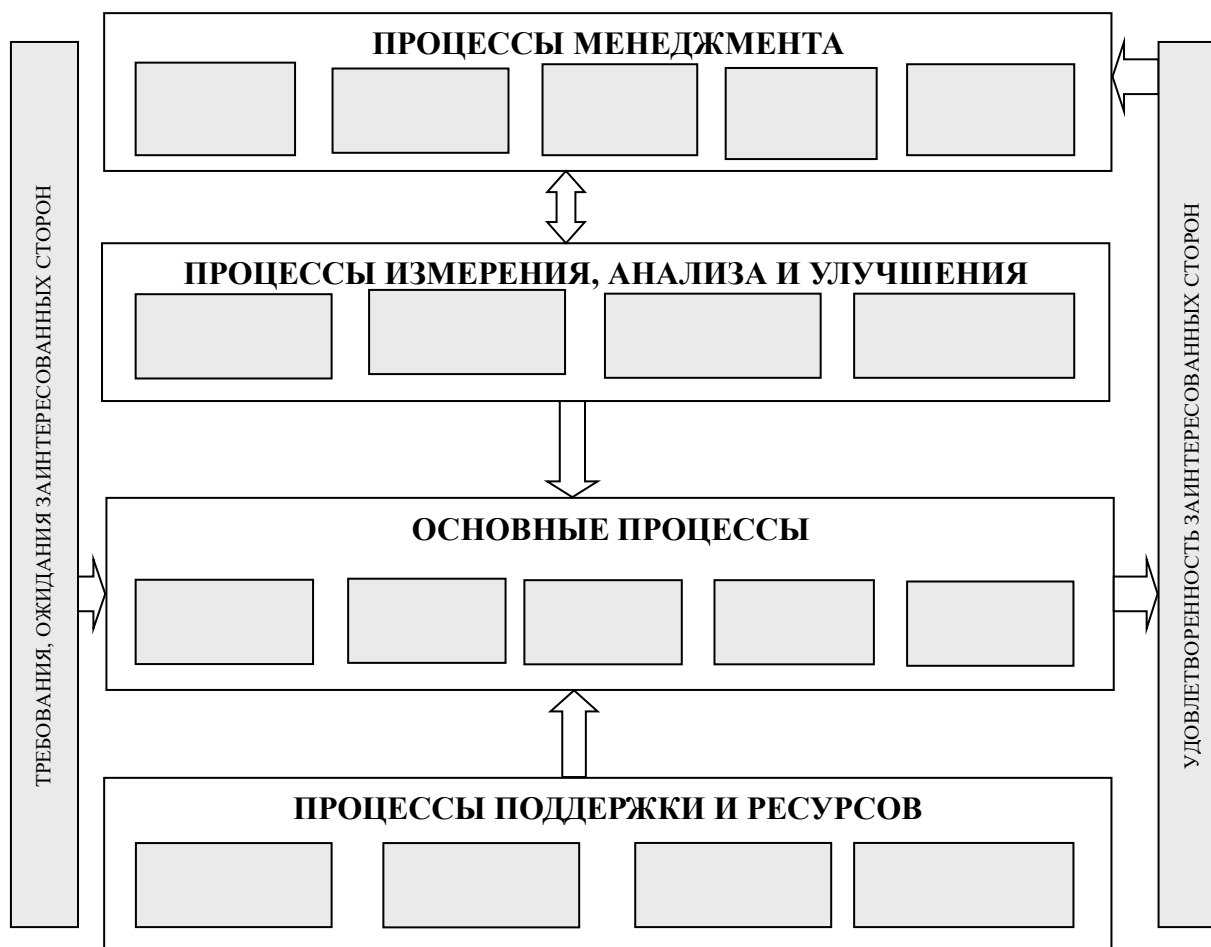 ПРОЦЕССЫ МЕНЕДЖМЕНТА
ТРЕБОВАНИЯ, ОЖИДАНИЯ ЗАИНТЕРЕСОВАННЫХ СТОРОН
УДОВЛЕТВОРЕННОСТЬ ЗАИНТЕРЕСОВАННЫХ СТОРОН
ПРОЦЕССЫ ИЗМЕРЕНИЯ, АНАЛИЗА И УЛУЧШЕНИЯ
ОСНОВНЫЕ ПРОЦЕССЫ
ПРОЦЕССЫ ПОДДЕРЖКИ И РЕСУРСОВ